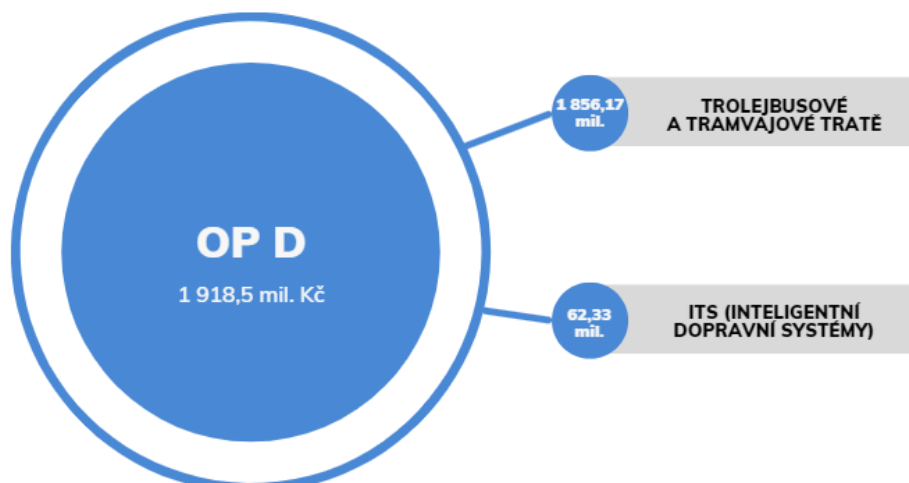 OP D
1 918,5 mil. Kč
1 856,17
mil.
TROLEJBUSOVÉ
A TRAMVAJOVÉ TRATĚ
62,33
mil.
ITS (INTELIGENTNÍ
DOPRAVNÍ SYSTÉMY)